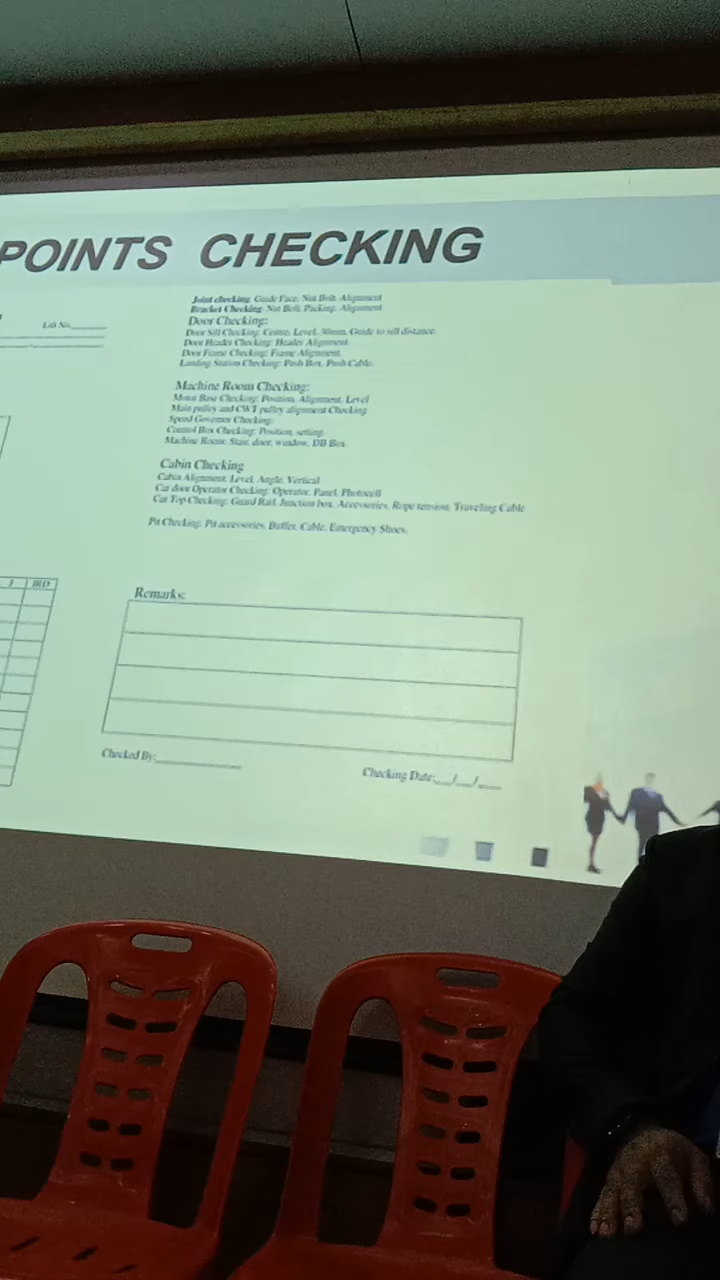 POINTS CHECKING
Lift No.
Joint checking: Guide Face, Nut Bolt, Alignment
Bracket Checking: Nut Bolt, Packing, Alignment
Door Checking:
Door Sill Checking: Centre, Level, 30mm, Guide to sill distance.
Door Header Checking: Header Alignment
Door Frame Checking: Frame Alignment.
Landing Station Checking: Push Box, Push Cable.
Machine Room Checking:
Motor Base Checking: Position, Alignment, Level
Main pulley and CWT pulley alignment Checking
Speed Governor Checking:
Control Box Checking: Position, setting.
Machine Room: Stair, door, window, DB Box.
Cabin Checking
Cabin Alignment: Level, Angle, Vertical
Car door Operator Checking: Operator, Panel, Photocell
Car Top Checking: Guard Rail, Junction box, Accessories, Rope tension, Traveling Cable
Pit Checking: Pit accessories, Buffer, Cable, Emergency Shoes.
Remarks:
Checked By:
Checking Date:__/__/__